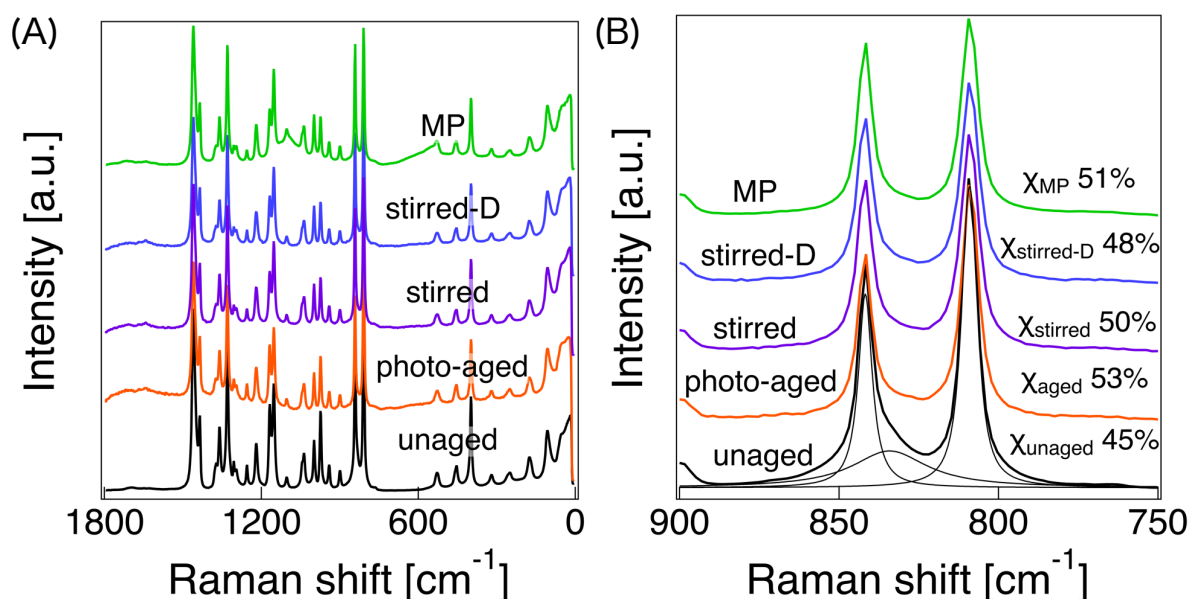 (A)
Intensity [a.u.]
MP
stirred-D
stirred
photo-aged
unaged
1800 1200 600 0
Raman shift [cm⁻¹]
(B)
Intensity [a.u.]
MP χMP 51%
stirred-D χstirred-D 48%
stirred χstirred 50%
photo-aged χaged 53%
unaged χunaged 45%
900 850 800 750
Raman shift [cm⁻¹]